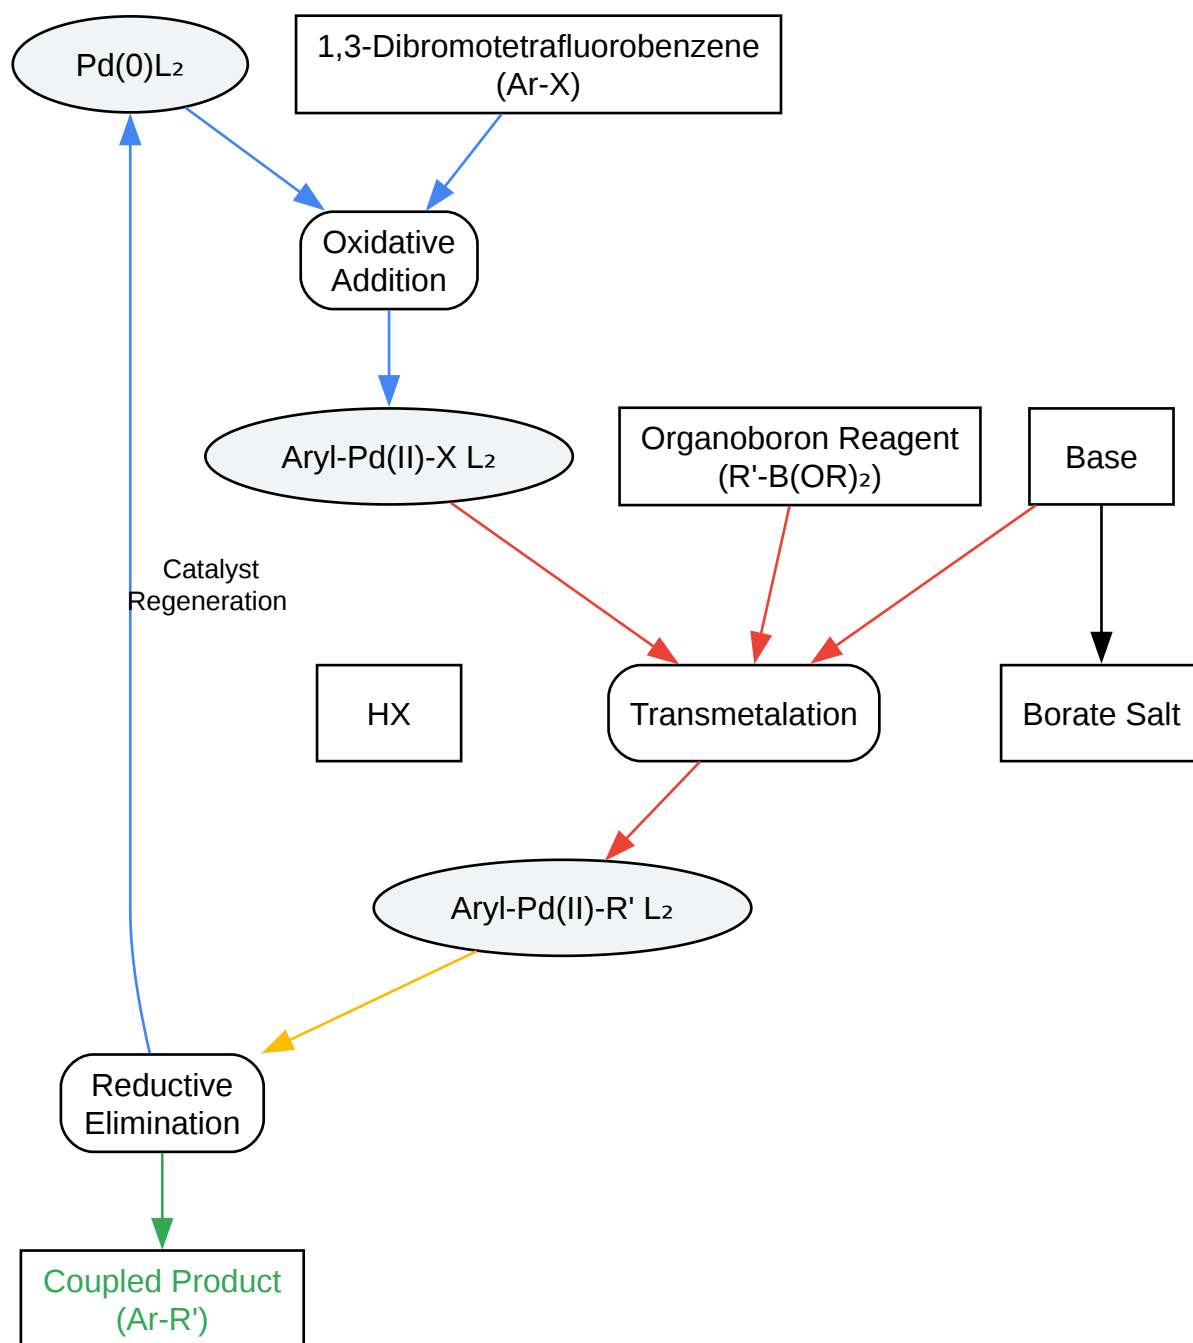 Pd(0)L₂
1,3-Dibromotetrafluorobenzene
(Ar-X)
Oxidative
Addition
Aryl-Pd(II)-X L₂
Organoboron Reagent
(R'-B(OR)₂)
Base
Catalyst
Regeneration
HX
Transmetalation
Borate Salt
Aryl-Pd(II)-R' L₂
Reductive
Elimination
Coupled Product
(Ar-R')